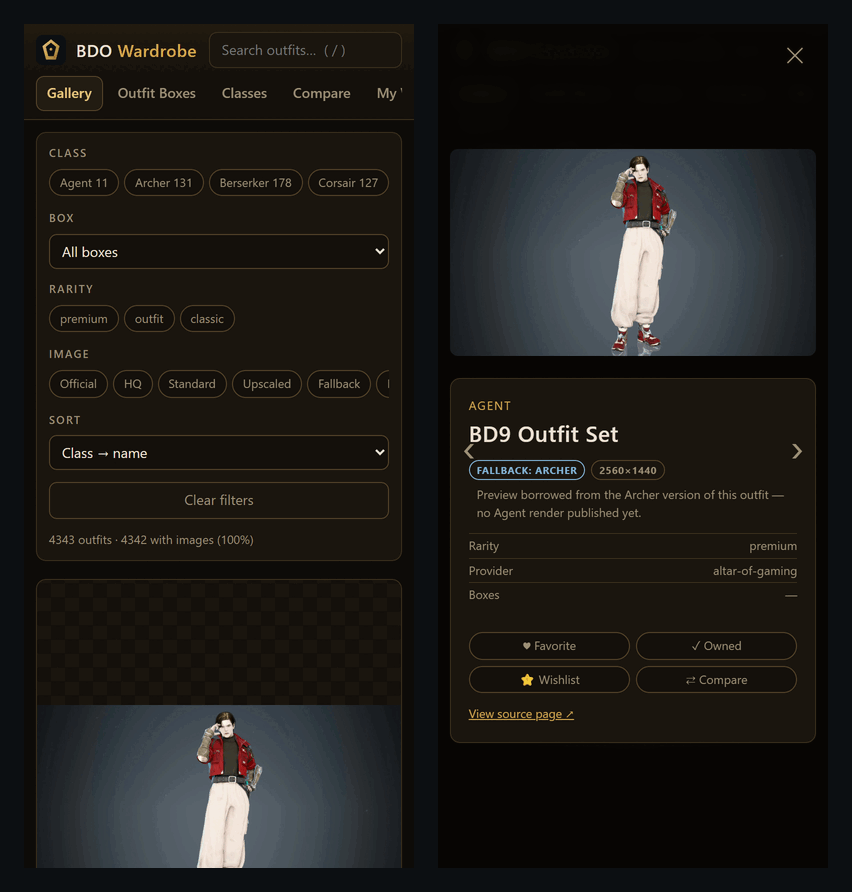 BDO Wardrobe
Search outfits... ( / )
Gallery
Outfit Boxes
Classes
Compare
My
CLASS
Agent 11
Archer 131
Berserker 178
Corsair 127
BOX
All boxes
RARITY
premium
outfit
classic
IMAGE
Official
HQ
Standard
Upscaled
Fallback
SORT
Class → name
Clear filters
4343 outfits · 4342 with images (100%)
AGENT
BD9 Outfit Set
FALLBACK: ARCHER
2560×1440
Preview borrowed from the Archer version of this outfit —
no Agent render published yet.
Rarity premium
Provider altar-of-gaming
Boxes —
♥ Favorite
✓ Owned
⭐ Wishlist
⇄ Compare
View source page ↗